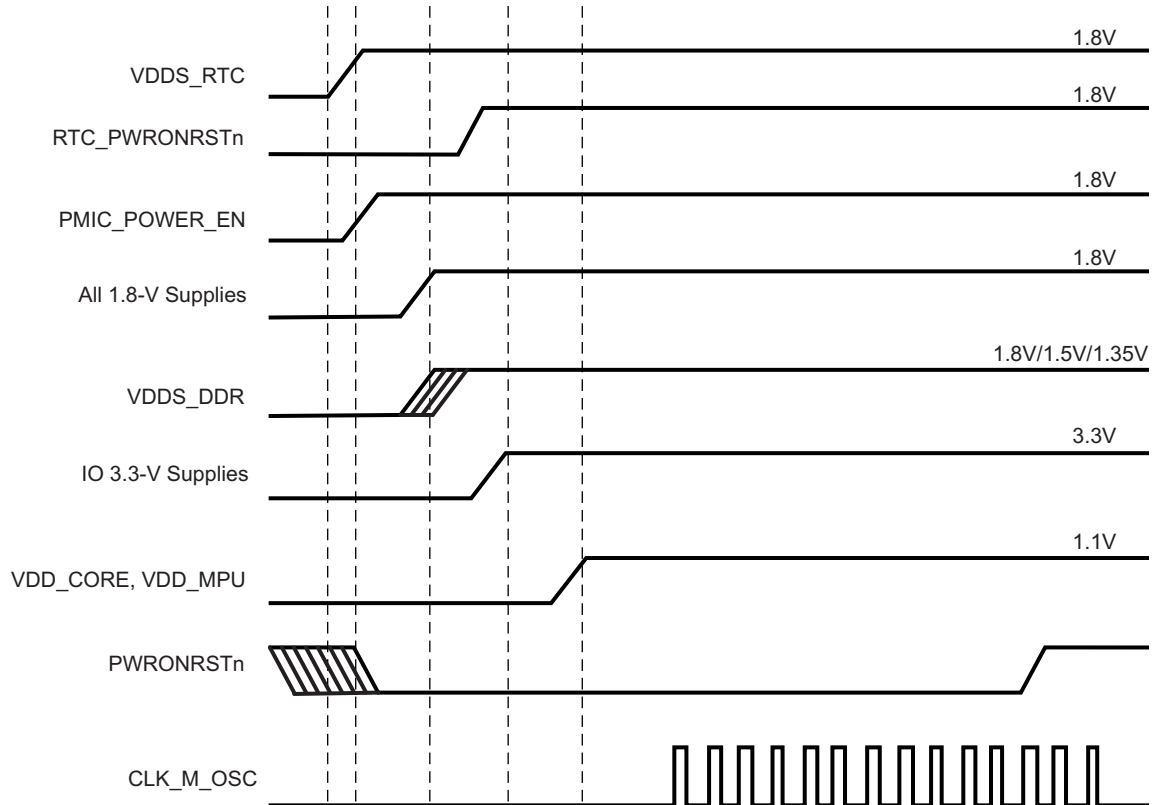 1.8V
VDDS_RTC
1.8V
RTC_PWRONRSTn
1.8V
PMIC_POWER_EN
1.8V
All 1.8-V Supplies
1.8V/1.5V/1.35V
VDDS_DDR
3.3V
IO 3.3-V Supplies
1.1V
VDD_CORE, VDD_MPU
PWRONRSTn
CLK_M_OSC